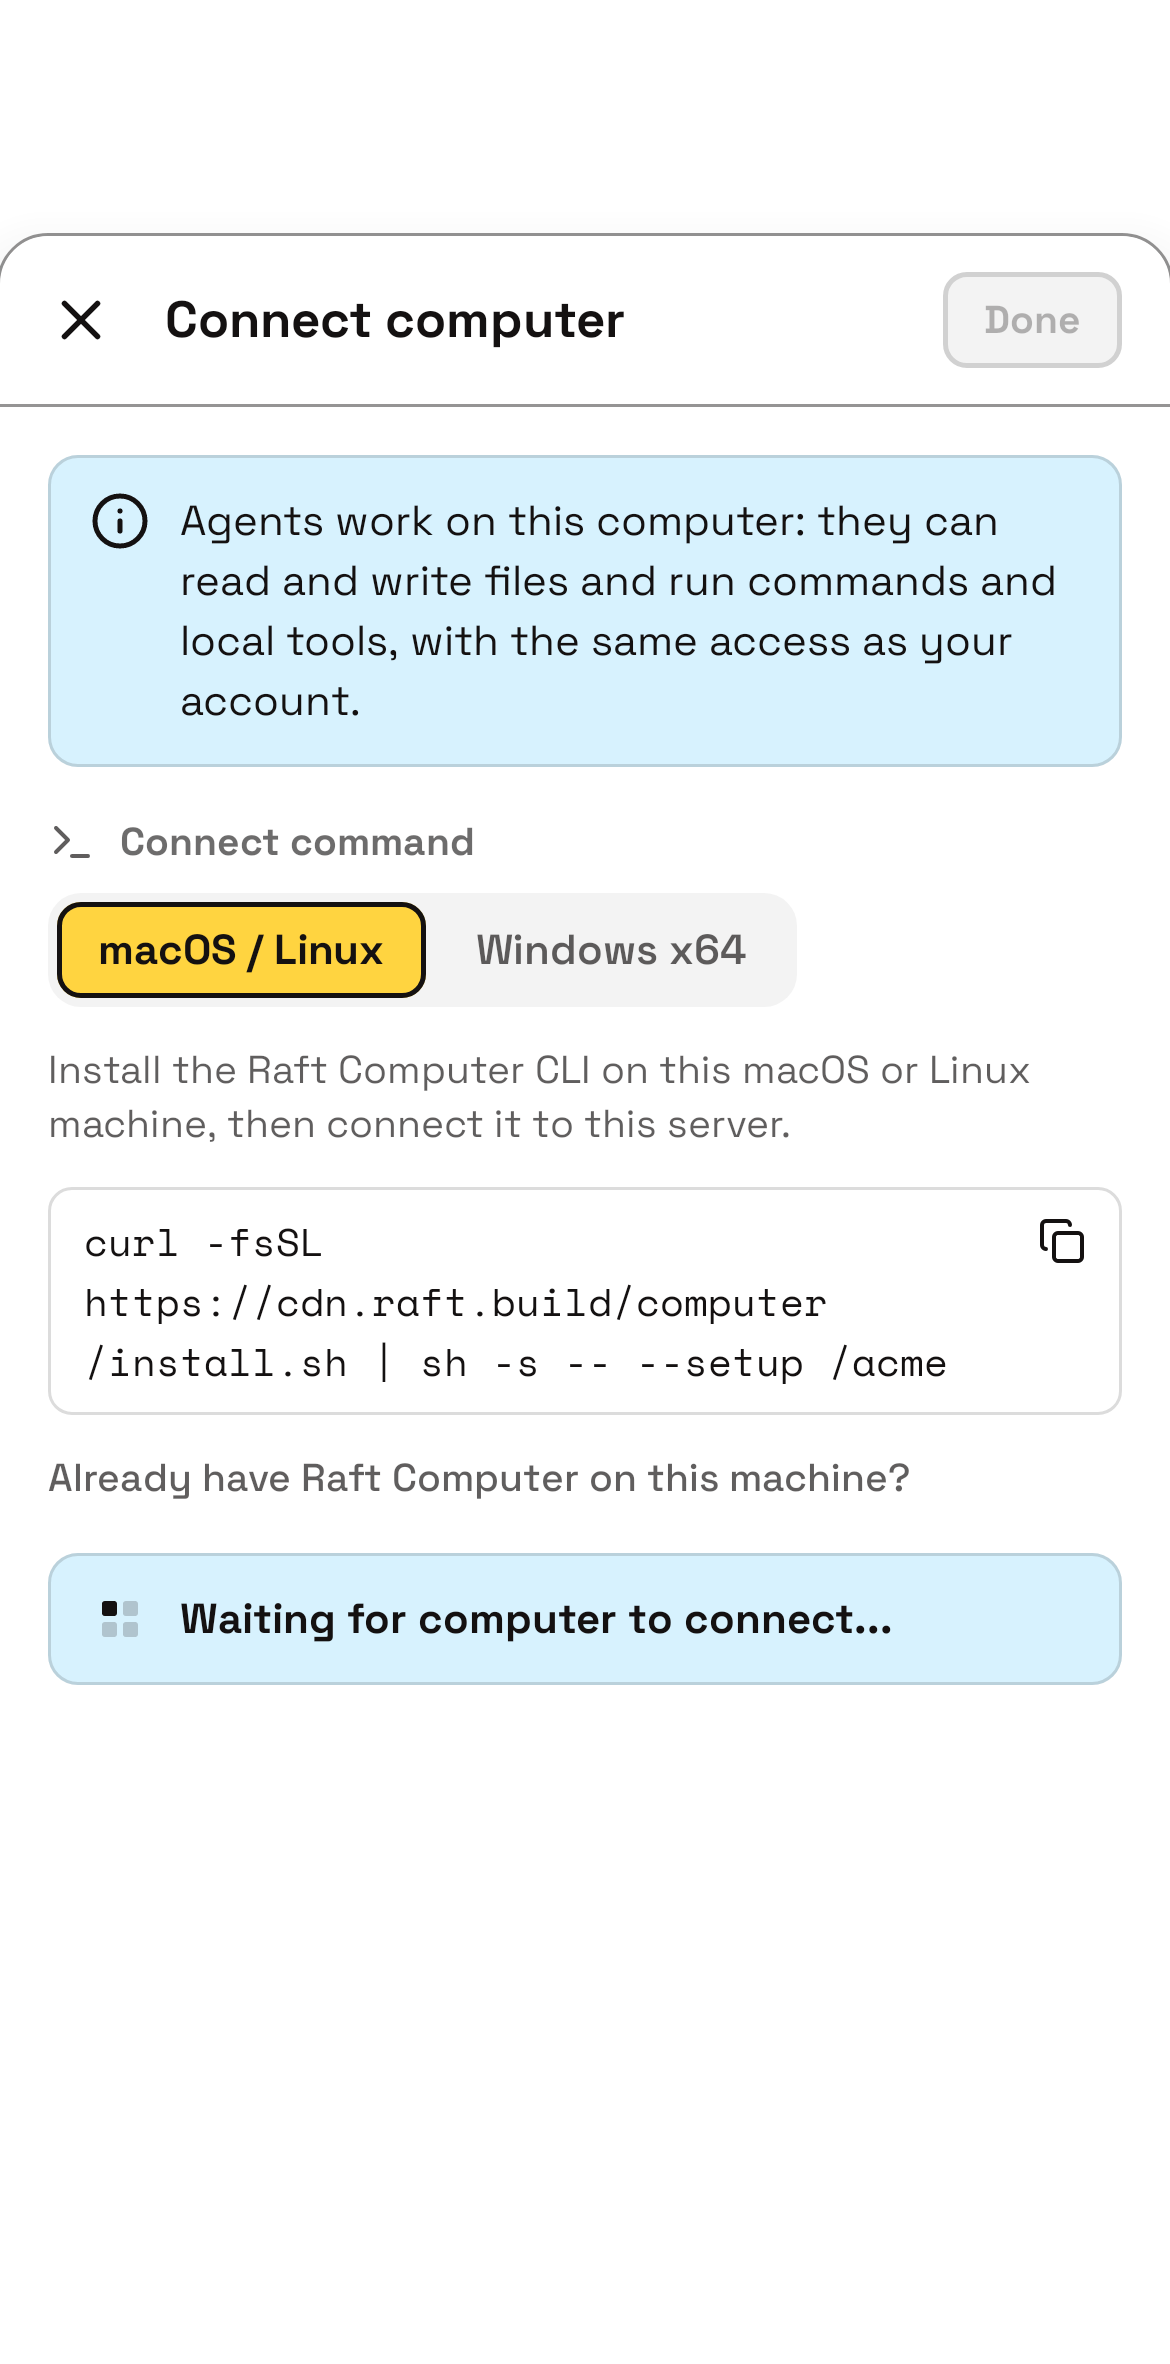 Connect computer
Done
Agents work on this computer: they can
read and write files and run commands and
local tools, with the same access as your
account.
Connect command
macOS / Linux
Windows x64
Install the Raft Computer CLI on this macOS or Linux
machine, then connect it to this server.
curl -fsSL
https://cdn.raft.build/computer
/install.sh | sh -s -- --setup /acme
Already have Raft Computer on this machine?
Waiting for computer to connect...